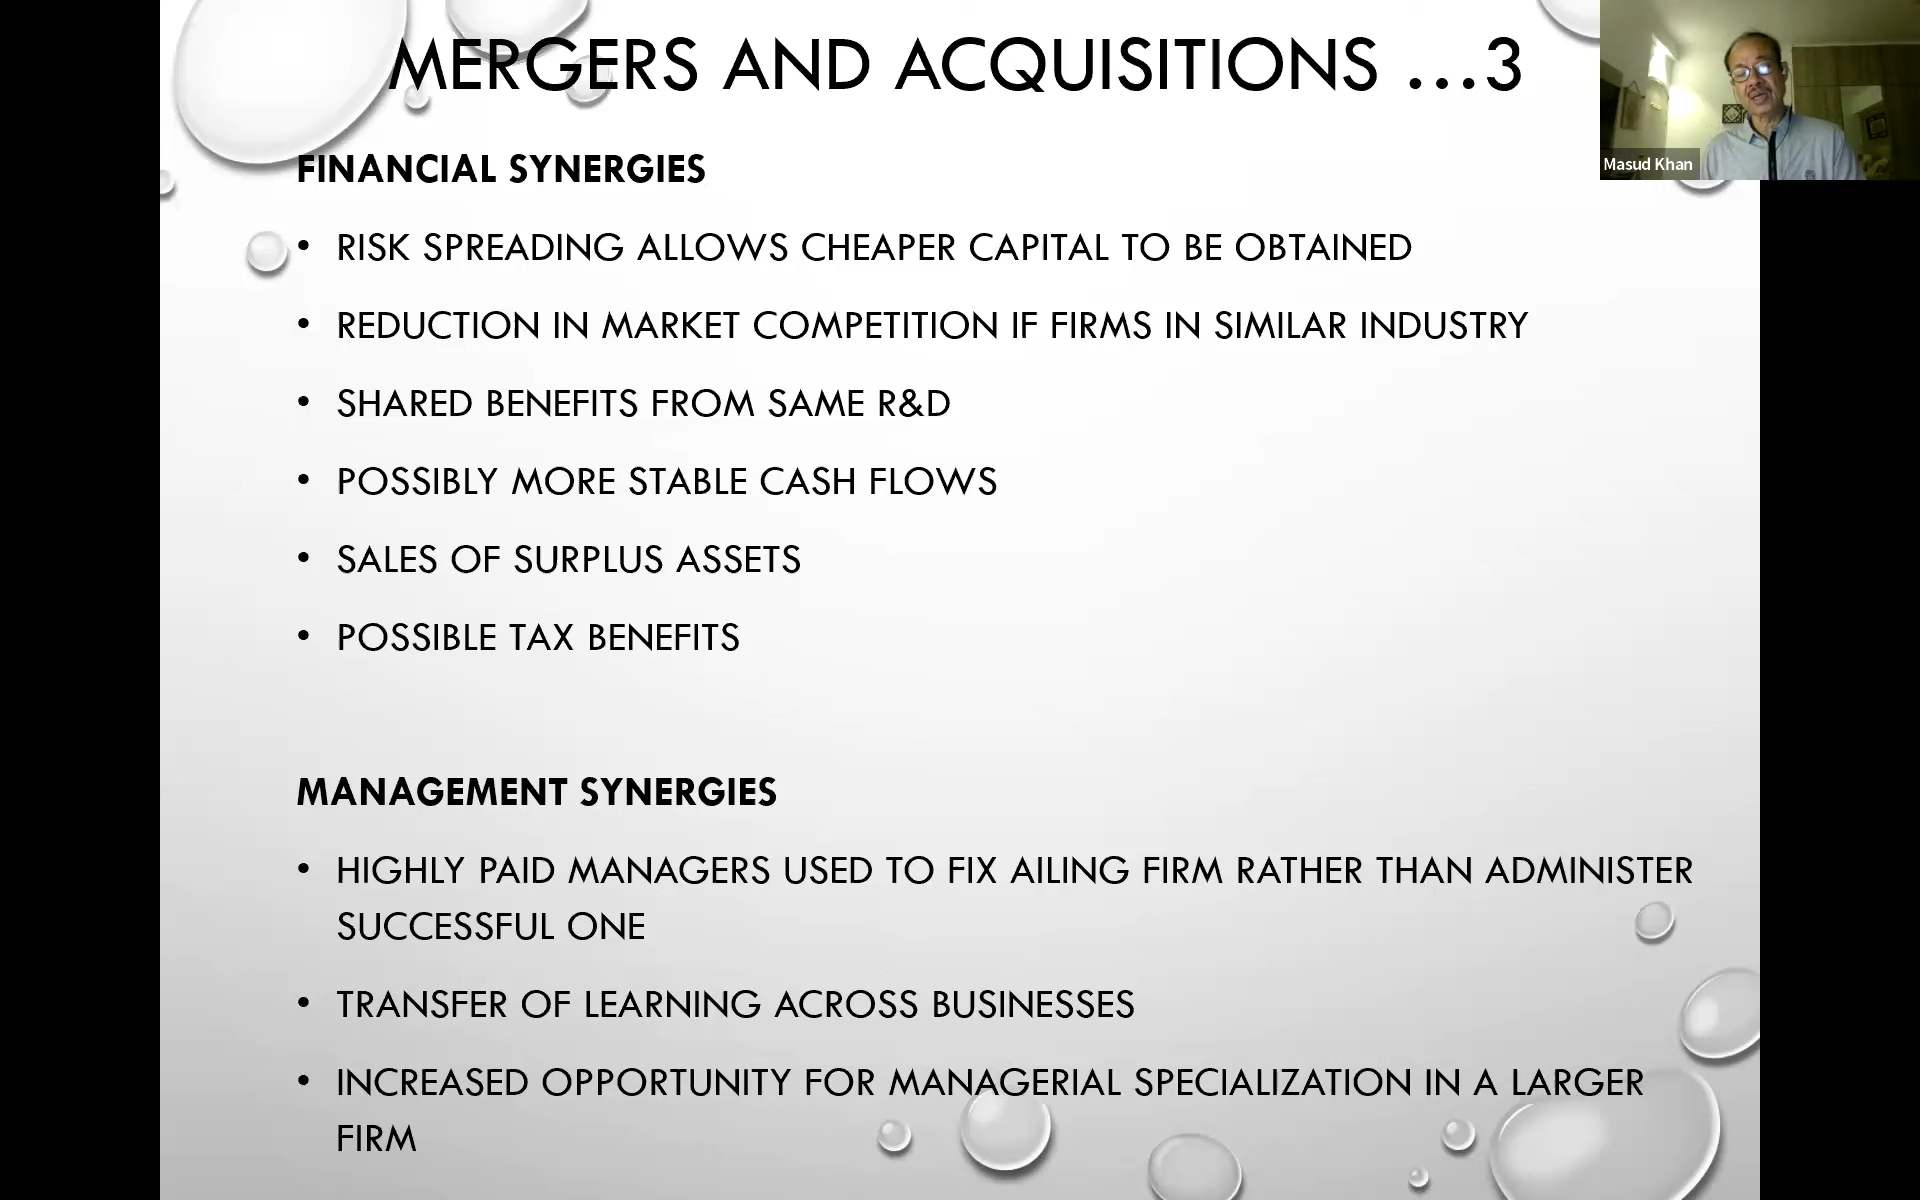 MERGERS AND ACQUISITIONS ...3
Masud Khan
FINANCIAL SYNERGIES
• RISK SPREADING ALLOWS CHEAPER CAPITAL TO BE OBTAINED
• REDUCTION IN MARKET COMPETITION IF FIRMS IN SIMILAR INDUSTRY
• SHARED BENEFITS FROM SAME R&D
• POSSIBLY MORE STABLE CASH FLOWS
• SALES OF SURPLUS ASSETS
• POSSIBLE TAX BENEFITS
MANAGEMENT SYNERGIES
• HIGHLY PAID MANAGERS USED TO FIX AILING FIRM RATHER THAN ADMINISTER
SUCCESSFUL ONE
• TRANSFER OF LEARNING ACROSS BUSINESSES
• INCREASED OPPORTUNITY FOR MANAGERIAL SPECIALIZATION IN A LARGER
FIRM